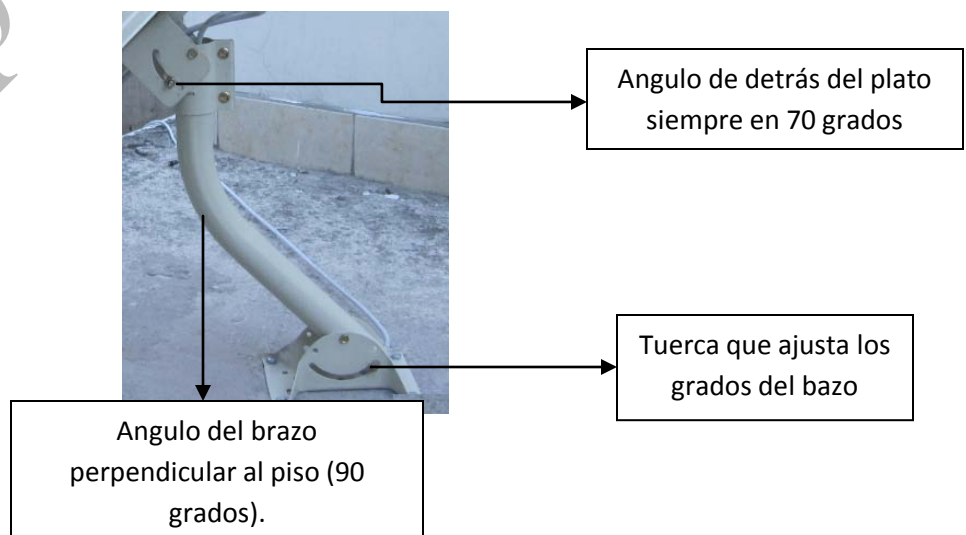 Angulo de detrás del plato
siempre en 70 grados
Tuerca que ajusta los
grados del bazo
Angulo del brazo
perpendicular al piso (90
grados).